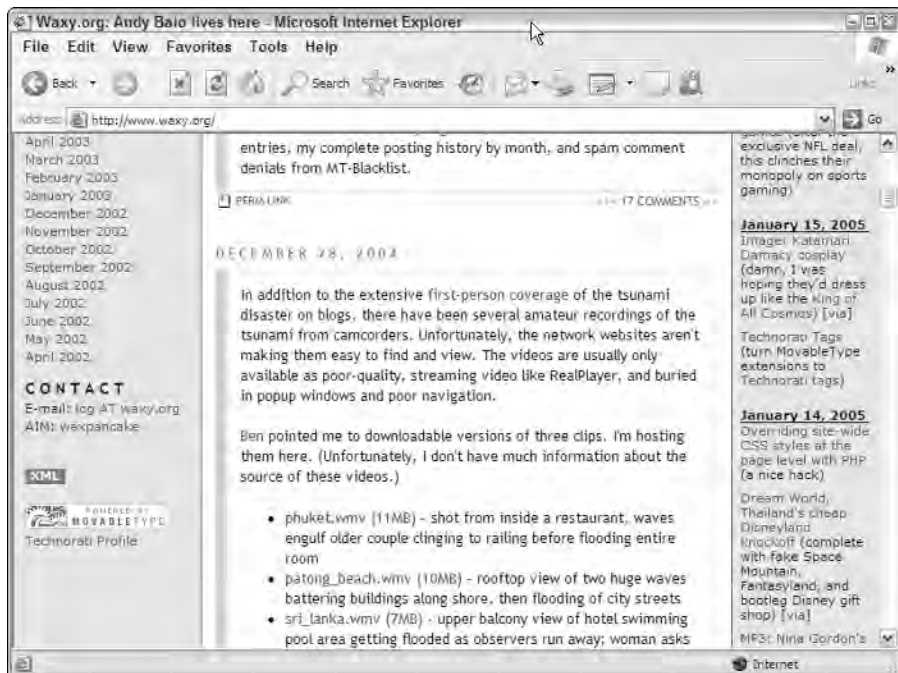 Waxy.org: Andy Baio lives here - Microsoft Internet Explorer
File Edit View Favorites Tools Help
Back Search Favorites Links
Address http://www.waxy.org/ Go
April 2003
March 2003
February 2003
January 2003
December 2002
November 2002
October 2002
September 2002
August 2002
July 2002
June 2002
May 2002
April 2002
CONTACT
E-mail: log AT waxy.org
AIM: waxpancake
XML
POWERED BY
MOVABLETYPE
Technorati Profile
entries, my complete posting history by month, and spam comment
denials from MT-Blacklist.
PERMALINK 17 COMMENTS
DECEMBER 28, 2004
In addition to the extensive first-person coverage of the tsunami
disaster on blogs, there have been several amateur recordings of the
tsunami from camcorders. Unfortunately, the network websites aren't
making them easy to find and view. The videos are usually only
available as poor-quality, streaming video like RealPlayer, and buried
in popup windows and poor navigation.
Ben pointed me to downloadable versions of three clips. I'm hosting
them here. (Unfortunately, I don't have much information about the
source of these videos.)
• phuket.wmv (11MB) - shot from inside a restaurant, waves
engulf older couple clinging to railing before flooding entire
room
• patong_beach.wmv (10MB) - rooftop view of two huge waves
battering buildings along shore, then flooding of city streets
• sri_lanka.wmv (7MB) - upper balcony view of hotel swimming
pool area getting flooded as observers run away; woman asks
exclusive NFL deal,
this clinches their
monopoly on sports
gaming)
January 15, 2005
Image: Katamari
Damacy cosplay
(damn, I was
hoping they'd dress
up like the King of
All Cosmos) [via]
Technorati Tags
(turn MovableType
extensions to
Technorati tags)
January 14, 2005
Overriding site-wide
CSS styles at the
page level with PHP
(a nice hack)
Dream World,
Thailand's cheap
Disneyland
knockoff (complete
with fake Space
Mountain,
Fantasyland, and
bootleg Disney gift
shop) [via]
MP3: Nina Gordon's
Internet